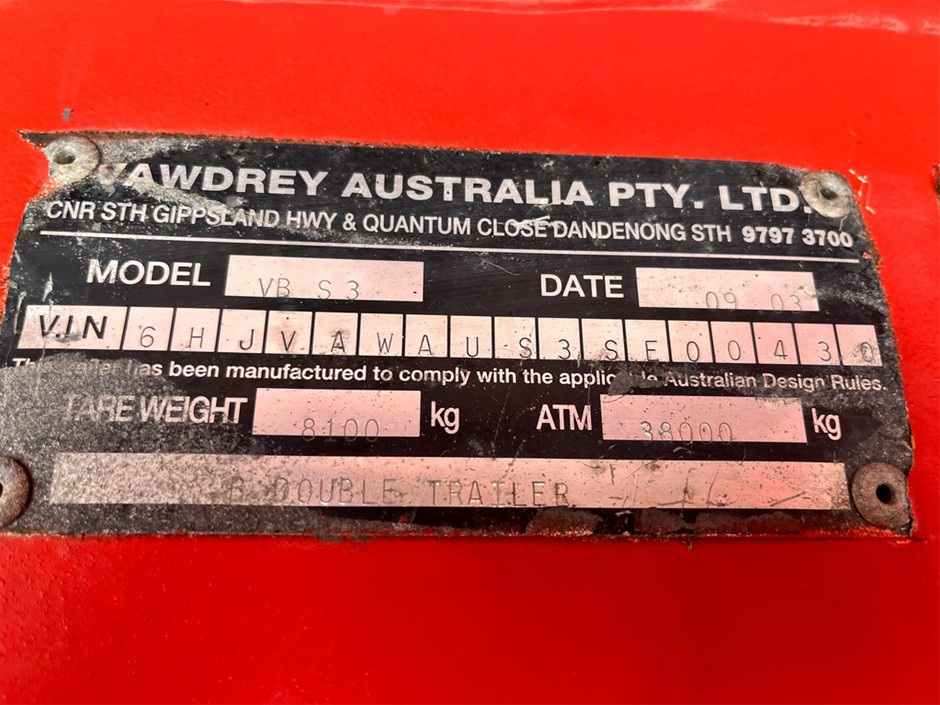 VAWDREY AUSTRALIA PTY. LTD.
CNR STH GIPPSLAND HWY & QUANTUM CLOSE DANDENONG STH 9797 3700
MODEL VB S3 DATE 09 03
VIN 6HJVAWAUS3SE00430
The trailer has been manufactured to comply with the applicable Australian Design Rules.
TARE WEIGHT 8100 kg ATM 38000 kg
B DOUBLE TRAILER